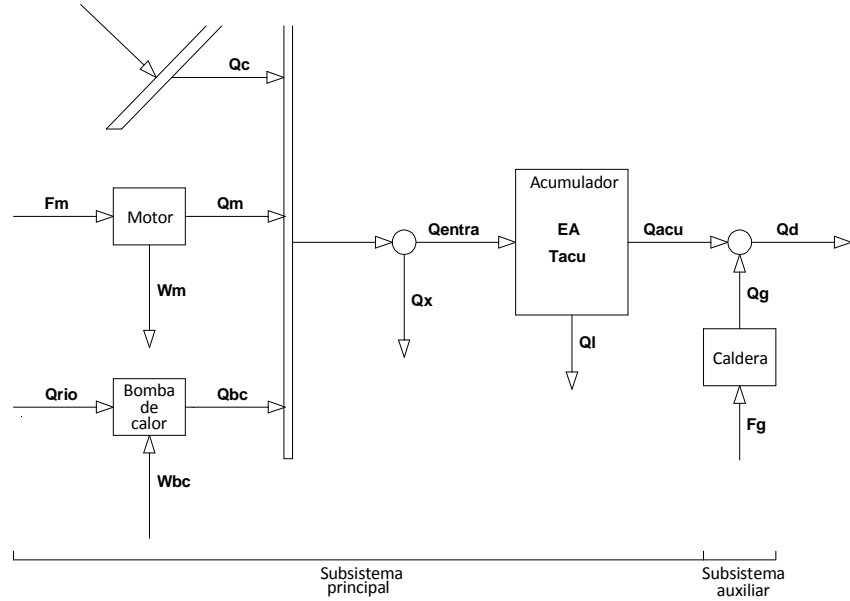 Qc
Fm
Motor
Qm
Wm
Qrio
Bomba
de
calor
Qbc
Wbc
Qentra
Qx
Acumulador
EA
Tacu
Ql
Qacu
Qd
Qg
Caldera
Fg
Subsistema
principal
Subsistema
auxiliar